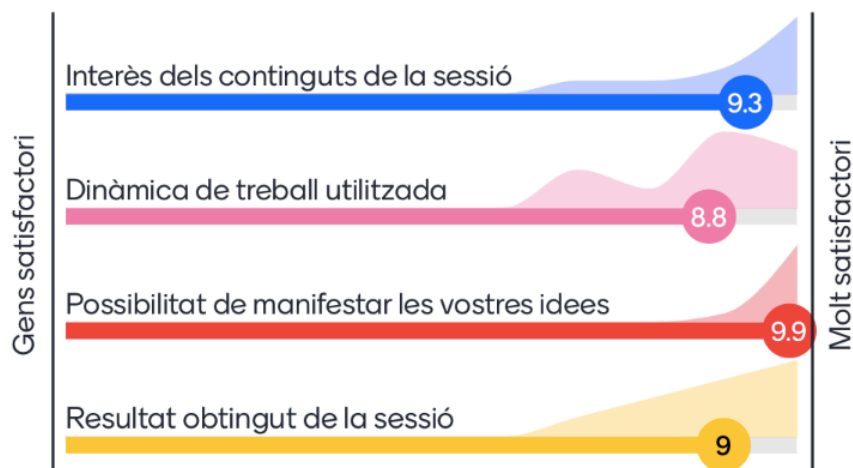 Interès dels continguts de la sessió
9.3
Dinàmica de treball utilitzada
8.8
Possibilitat de manifestar les vostres idees
9.9
Resultat obtingut de la sessió
9
Gens satisfactori
Molt satisfactori